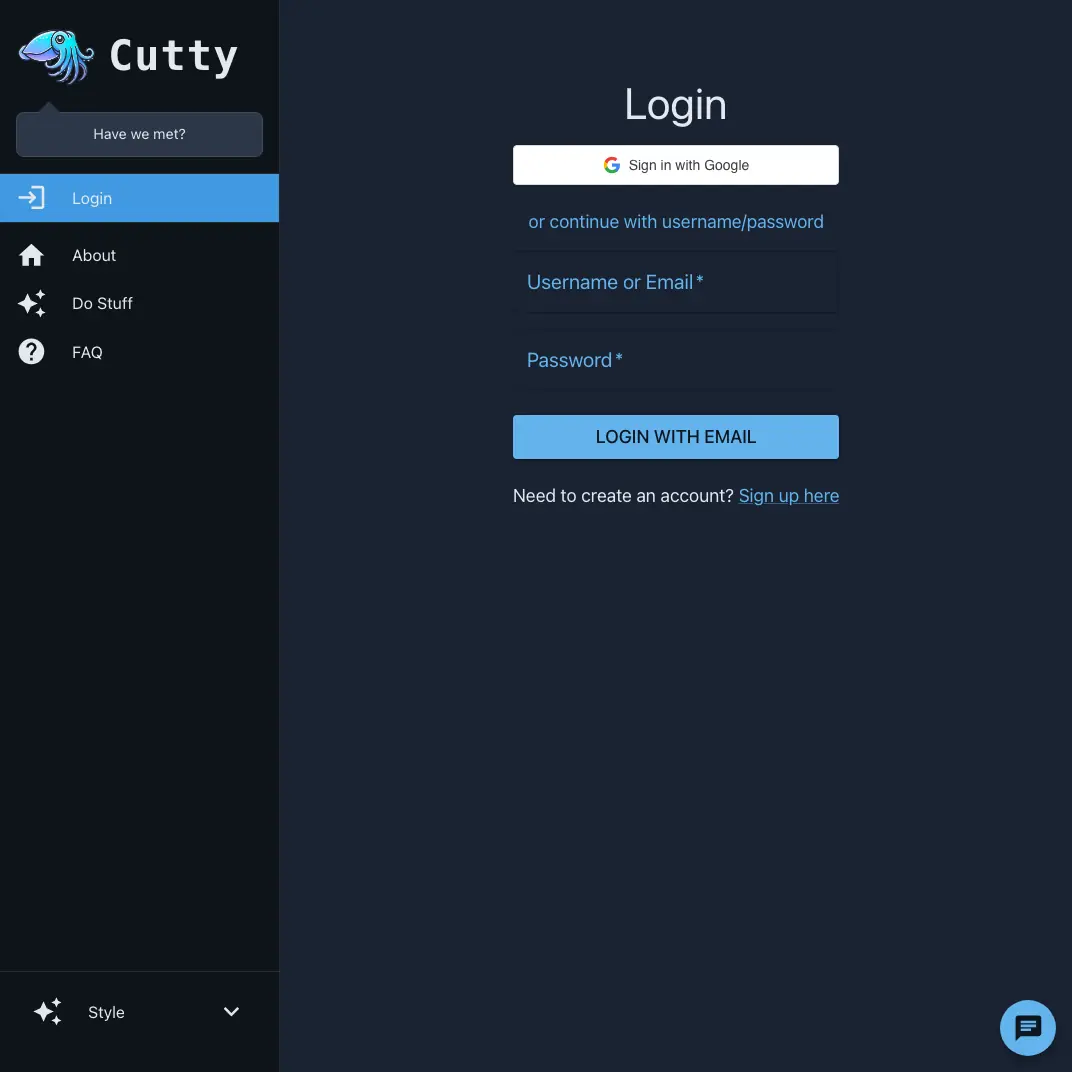 Cutty
Have we met?
Login
About
Do Stuff
FAQ
Style
Login
Sign in with Google
or continue with username/password
Username or Email *
Password *
LOGIN WITH EMAIL
Need to create an account? Sign up here